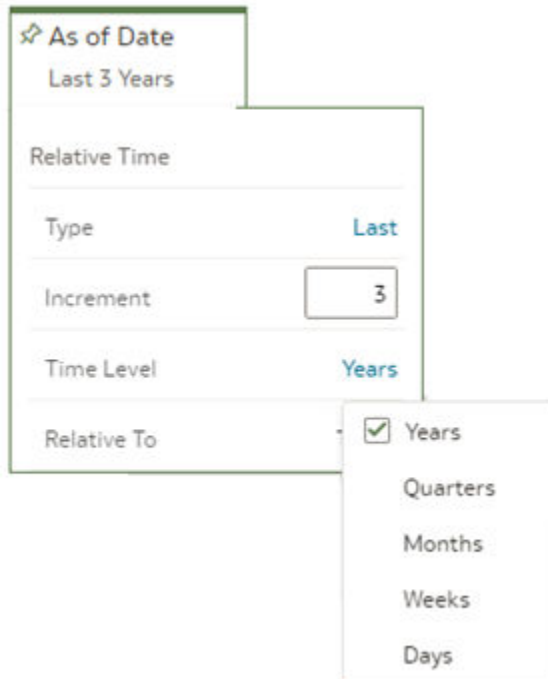 As of Date
Last 3 Years
Relative Time
Type Last
Increment 3
Time Level Years
Relative To
Years
Quarters
Months
Weeks
Days